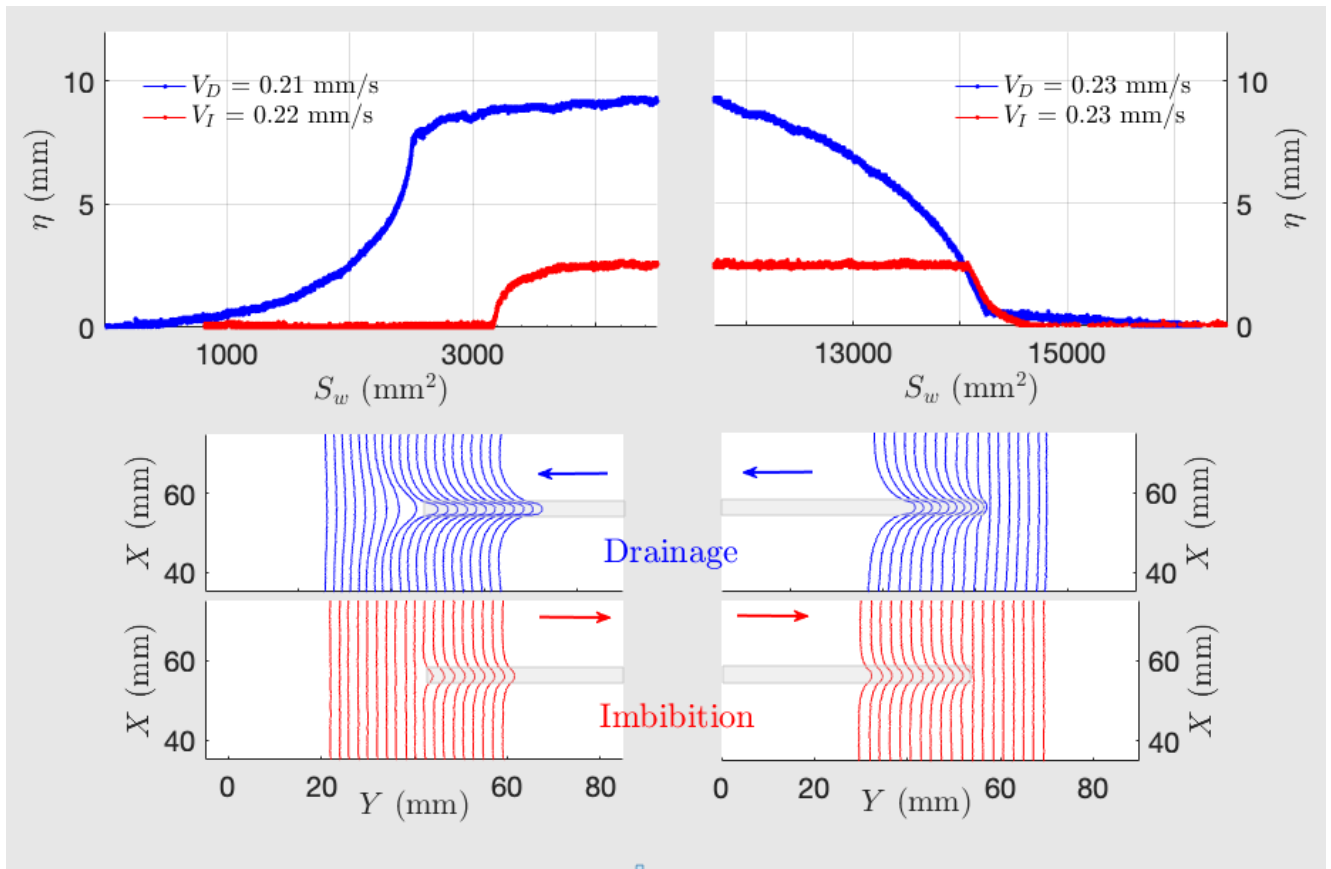 V_D = 0.21 mm/s
V_I = 0.22 mm/s
10
5
0
η (mm)
1000 3000
S_w (mm²)
V_D = 0.23 mm/s
V_I = 0.23 mm/s
10
5
0
η (mm)
13000 15000
S_w (mm²)
60
40
X (mm)
Drainage
60
40
X (mm)
60
40
X (mm)
Imbibition
60
40
X (mm)
0 20 60 80
Y (mm)
0 20 60 80
Y (mm)